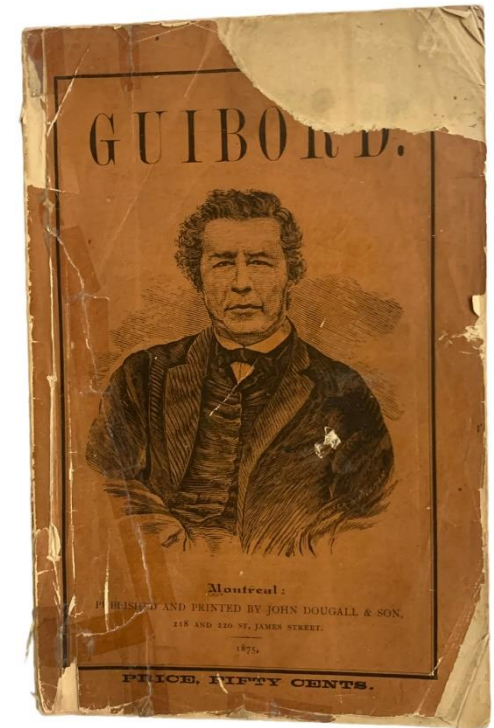 GUIBORD.
Montreal:
PUBLISHED AND PRINTED BY JOHN DOUGALL & SON,
218 AND 220 ST. JAMES STREET.
1875.
PRICE, FIFTY CENTS.